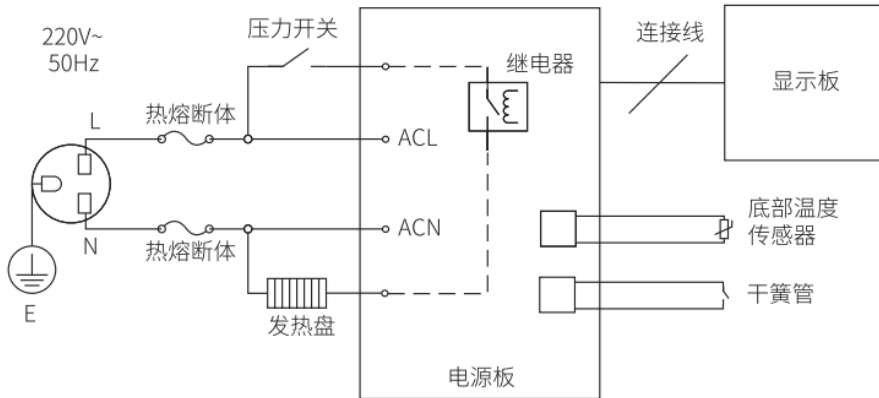 220V~
50Hz
压力开关
继电器
连接线
显示板
L
热熔断体
ACL
N
热熔断体
ACN
底部温度
传感器
E
发热盘
干簧管
电源板